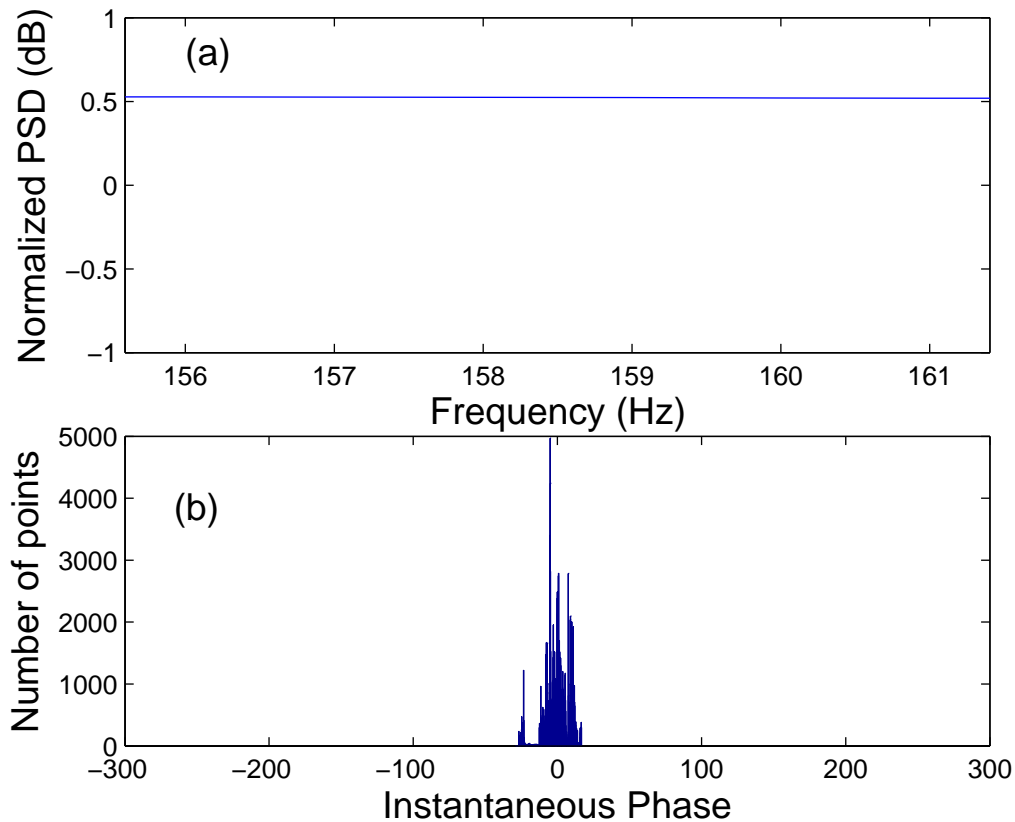 1
0.5
0
−0.5
−1
Normalized PSD (dB)
(a)
156 157 158 159 160 161
Frequency (Hz)
5000
4000
3000
2000
1000
0
Number of points
(b)
−300 −200 −100 0 100 200 300
Instantaneous Phase